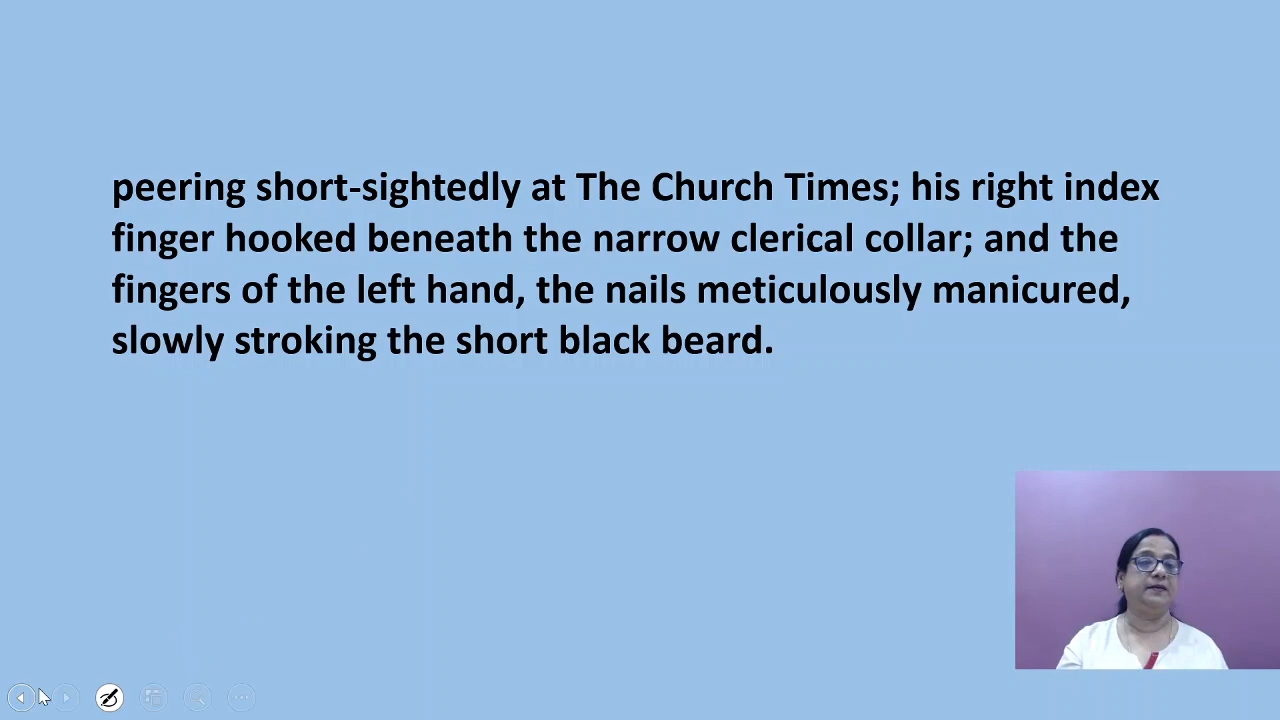 peering short-sightedly at The Church Times; his right index
finger hooked beneath the narrow clerical collar; and the
fingers of the left hand, the nails meticulously manicured,
slowly stroking the short black beard.